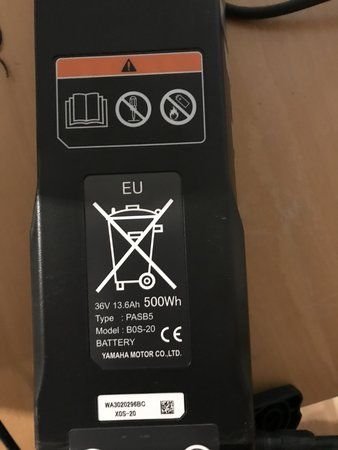 EU
36V 13.6Ah 500Wh
Type : PASB5
Model : B0S-20
BATTERY CE
YAMAHA MOTOR CO.,LTD.
WA3020296BC
X0S-20